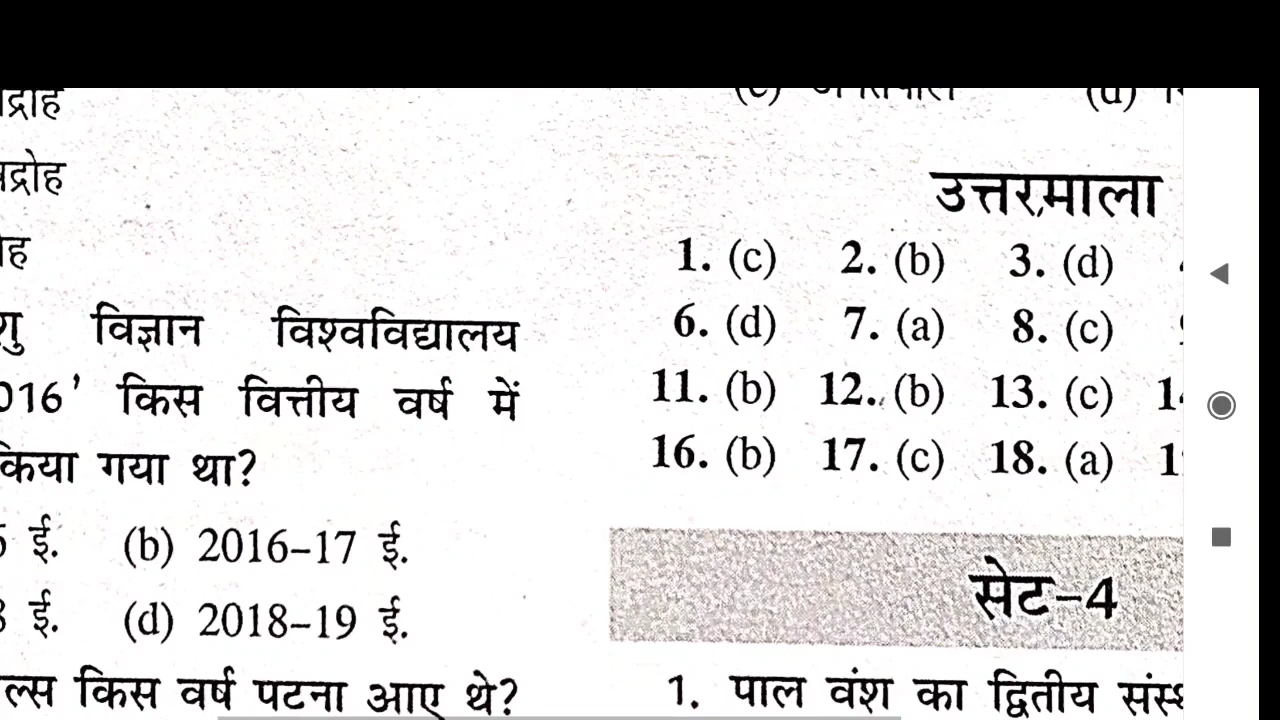 द्रोह
द्रोह
विज्ञान विश्वविद्यालय
016' किस वित्तीय वर्ष में
किया गया था?
ई. (b) 2016–17 ई.
ई. (d) 2018–19 ई.
ल्स किस वर्ष पटना आए थे?
उत्तरमाला
1. (c) 2. (b) 3. (d)
6. (d) 7. (a) 8. (c)
11. (b) 12. (b) 13. (c)
16. (b) 17. (c) 18. (a)
सेट–4
1. पाल वंश का द्वितीय